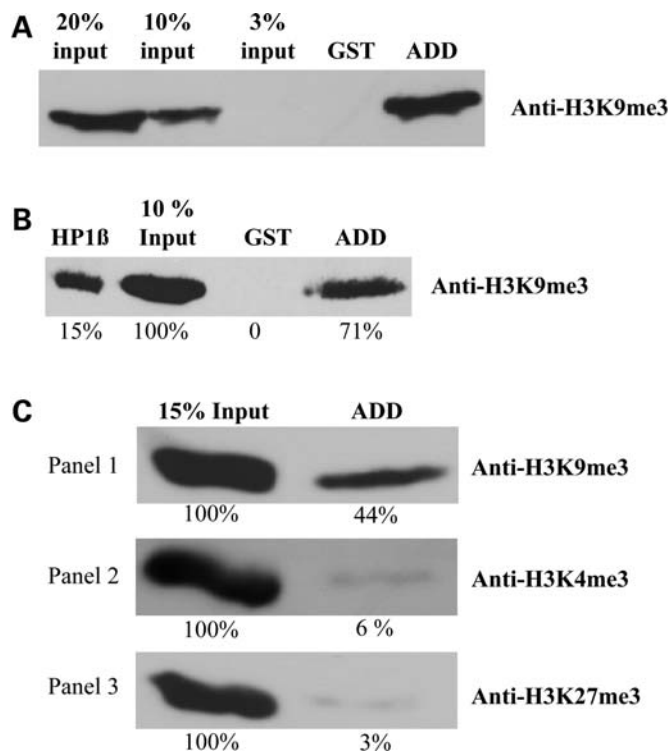 A
20% input 10% input 3% input GST ADD
Anti-H3K9me3
B
HP1ß 10 % Input GST ADD
Anti-H3K9me3
15% 100% 0 71%
C
15% Input ADD
Panel 1 Anti-H3K9me3
100% 44%
Panel 2 Anti-H3K4me3
100% 6 %
Panel 3 Anti-H3K27me3
100% 3%